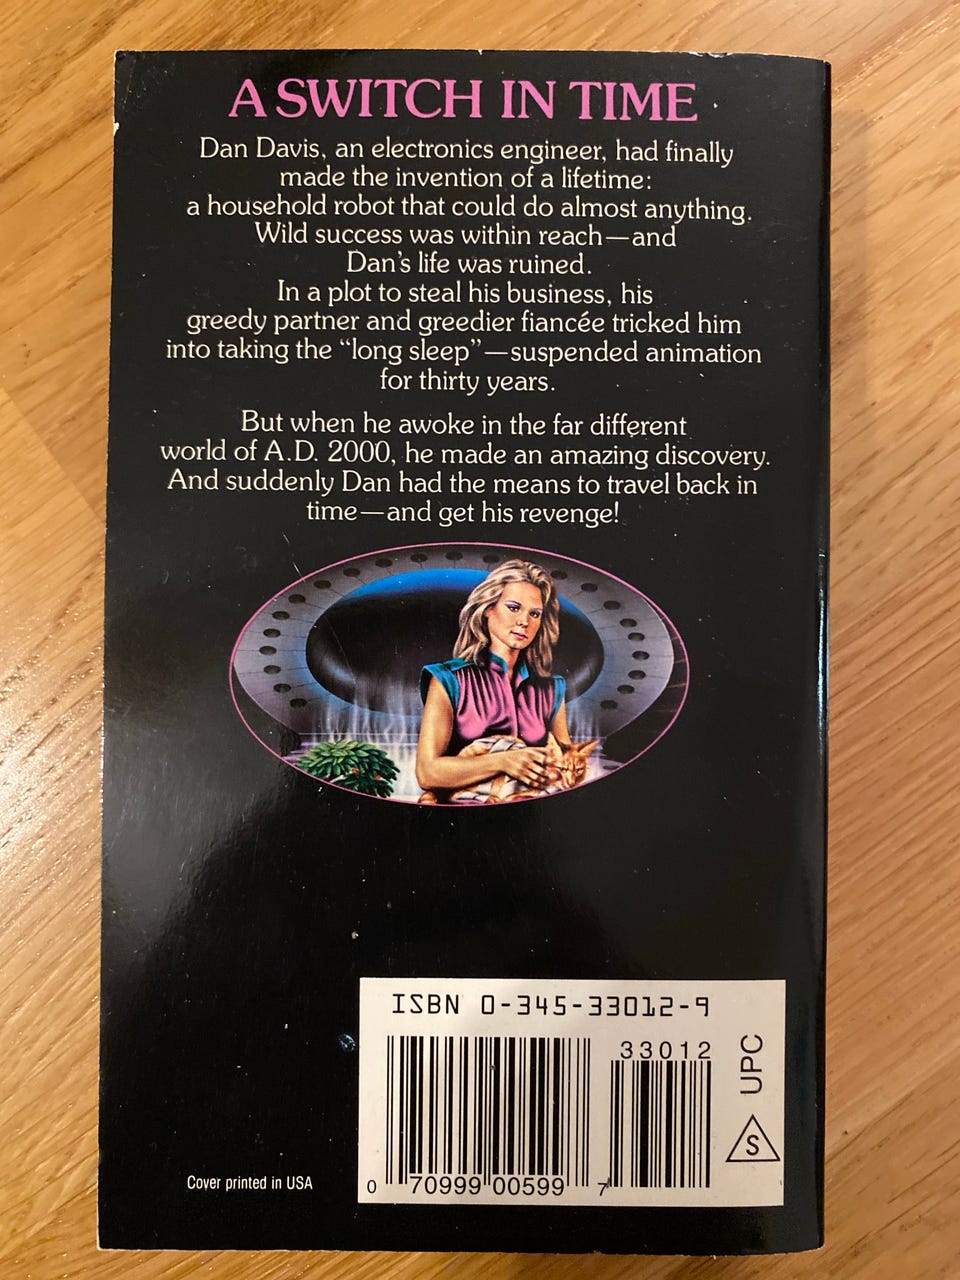 A SWITCH IN TIME
Dan Davis, an electronics engineer, had finally
made the invention of a lifetime:
a household robot that could do almost anything.
Wild success was within reach—and
Dan's life was ruined.
In a plot to steal his business, his
greedy partner and greedier fiancée tricked him
into taking the “long sleep”—suspended animation
for thirty years.
But when he awoke in the far different
world of A.D. 2000, he made an amazing discovery.
And suddenly Dan had the means to travel back in
time—and get his revenge!
ISBN 0-345-33012-9
33012
UPC
S
0 70999 00599 7
Cover printed in USA